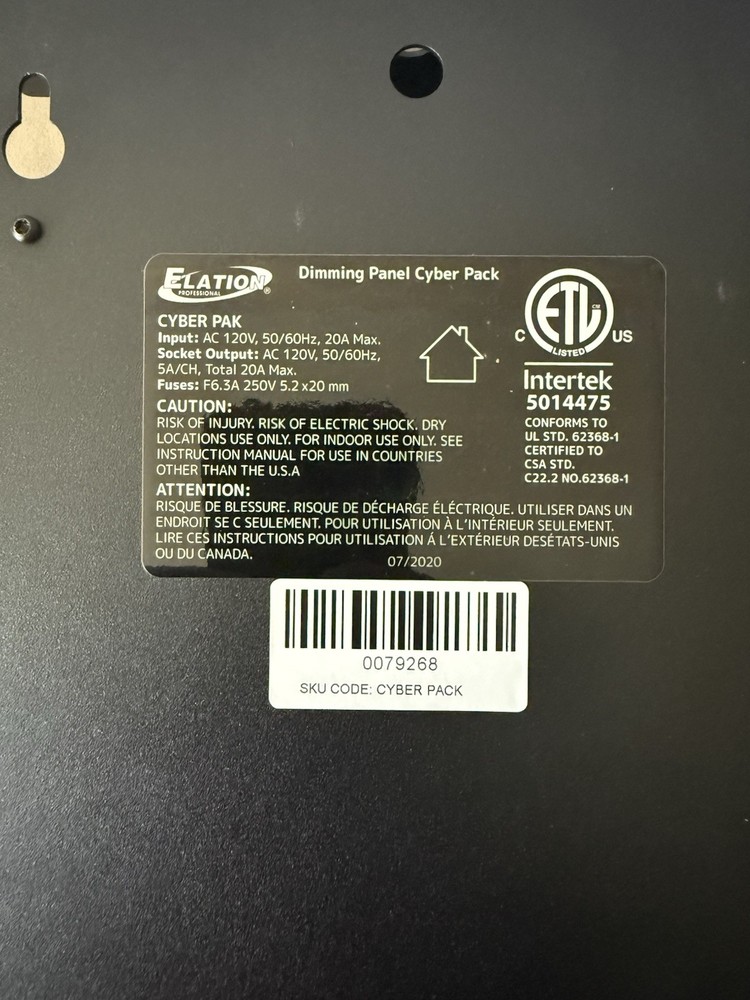 ELATION®
PROFESSIONAL
Dimming Panel Cyber Pack
CYBER PAK
Input: AC 120V, 50/60Hz, 20A Max.
Socket Output: AC 120V, 50/60Hz,
5A/CH, Total 20A Max.
Fuses: F6.3A 250V 5.2 x20 mm
CAUTION:
RISK OF INJURY. RISK OF ELECTRIC SHOCK. DRY
LOCATIONS USE ONLY. FOR INDOOR USE ONLY. SEE
INSTRUCTION MANUAL FOR USE IN COUNTRIES
OTHER THAN THE U.S.A
ETL CM
C LISTED US
Intertek
5014475
CONFORMS TO
UL STD. 62368-1
CERTIFIED TO
CSA STD.
C22.2 NO.62368-1
ATTENTION:
RISQUE DE BLESSURE. RISQUE DE DÉCHARGE ÉLÉCTRIQUE. UTILISER DANS UN
ENDROIT SE C SEULEMENT. POUR UTILISATION À L'INTÉRIEUR SEULEMENT.
LIRE CES INSTRUCTIONS POUR UTILISATION Á L'EXTÉRIEUR DESÉTATS-UNIS
OU DU CANADA.
07/2020
0079268
SKU CODE: CYBER PACK